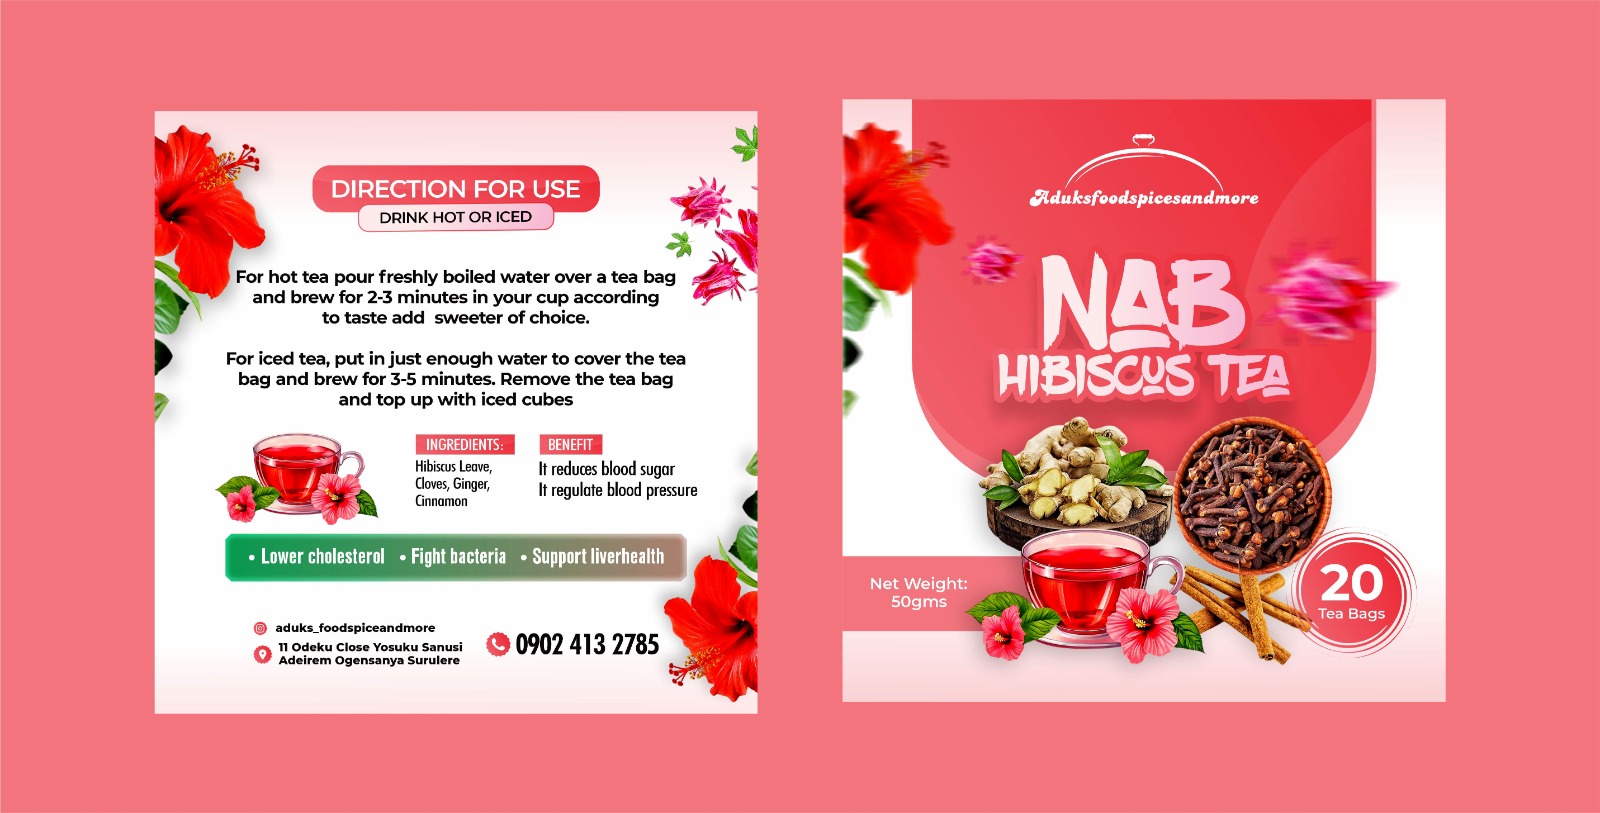 DIRECTION FOR USE
DRINK HOT OR ICED
For hot tea pour freshly boiled water over a tea bag
and brew for 2-3 minutes in your cup according
to taste add  sweeter of choice.
For iced tea, put in just enough water to cover the tea
bag and brew for 3-5 minutes. Remove the tea bag
and top up with iced cubes
INGREDIENTS:
Hibiscus Leave,
Cloves, Ginger,
Cinnamon
BENEFIT
It reduces blood sugar
It regulate blood pressure
• Lower cholesterol • Fight bacteria • Support liverhealth
aduks_foodspiceandmore
11 Odeku Close Yosuku Sanusi
Adeirem Ogensanya Surulere
0902 413 2785
Aduksfoodspicesandmore
NAB
HIBISCUS TEA
Net Weight:
50gms
20
Tea Bags